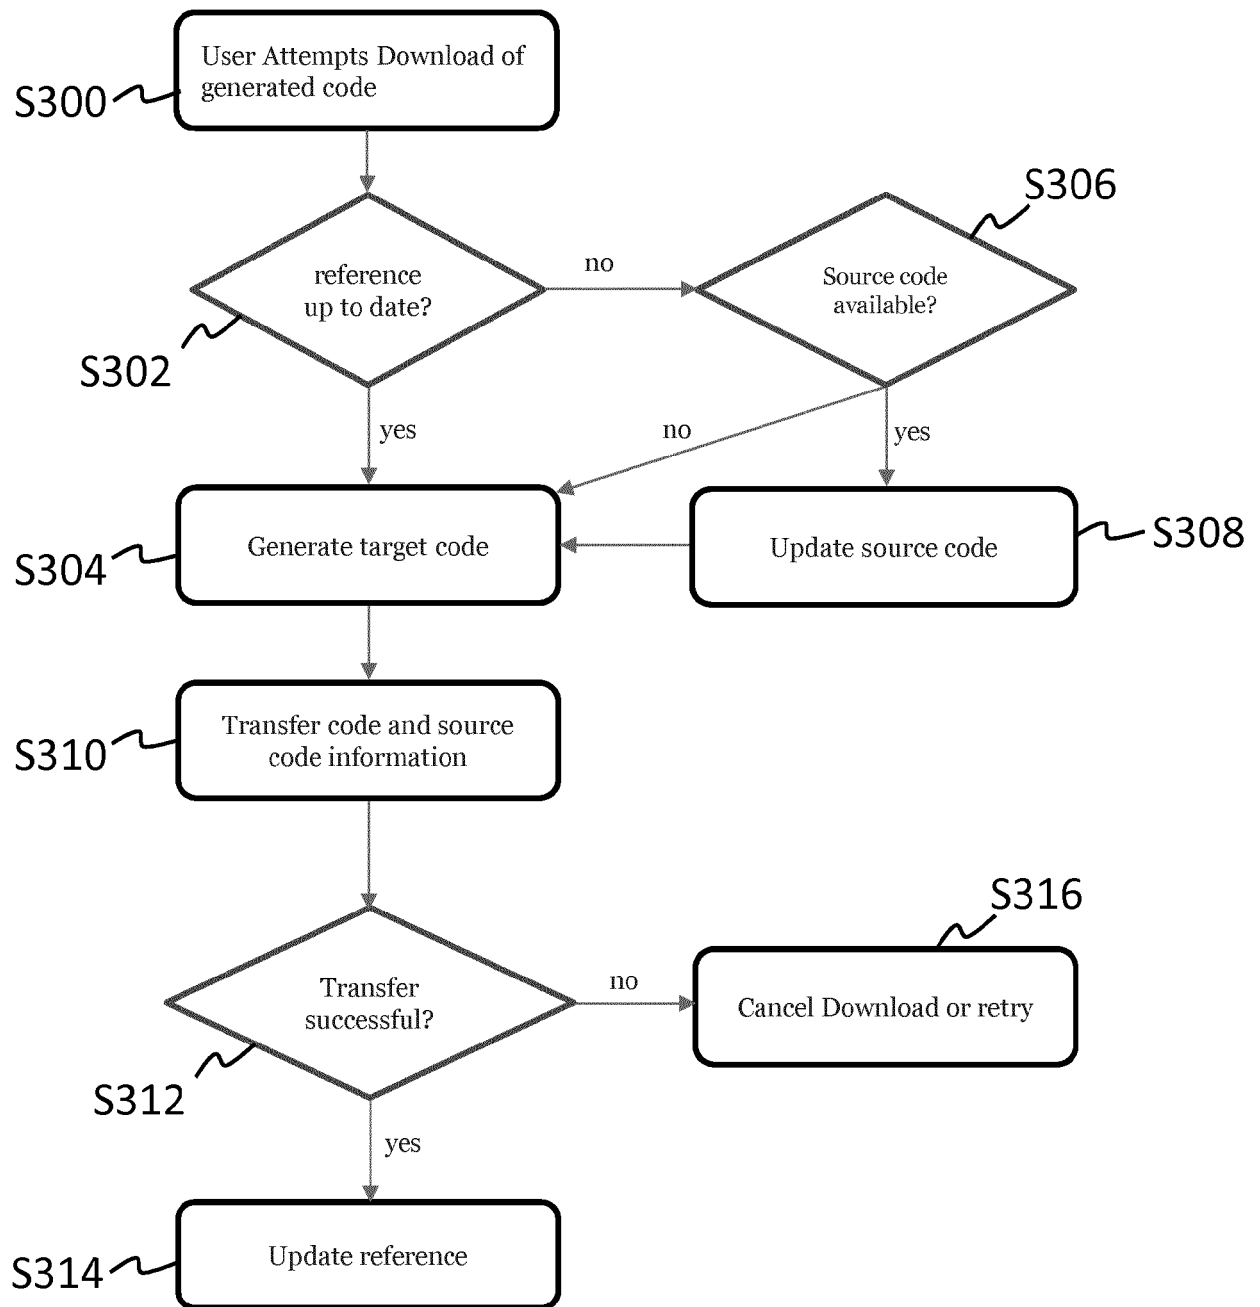 User Attempts Download of
generated code
S300
S306
reference
up to date?
no
Source code
available?
S302
yes
no
yes
Generate target code
Update source code
S304
S308
Transfer code and source
code information
S310
S316
Transfer
successful?
no
Cancel Download or retry
S312
yes
Update reference
S314